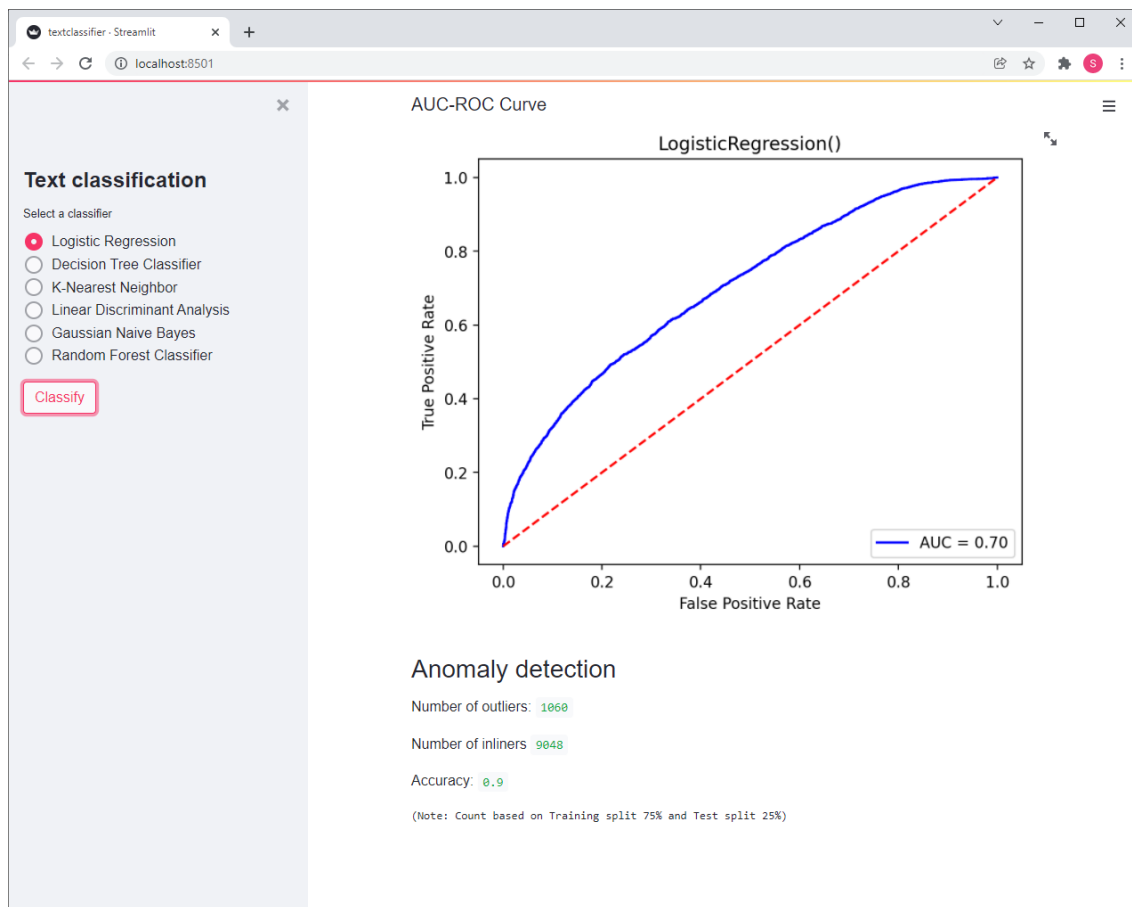 textclassifier - Streamlit
localhost:8501
S
Text classification
Select a classifier
Logistic Regression
Decision Tree Classifier
K-Nearest Neighbor
Linear Discriminant Analysis
Gaussian Naive Bayes
Random Forest Classifier
Classify
AUC-ROC Curve
LogisticRegression()
True Positive Rate
1.0
0.8
0.6
0.4
0.2
0.0
AUC = 0.70
0.0 0.2 0.4 0.6 0.8 1.0
False Positive Rate
Anomaly detection
Number of outliers: 1060
Number of inliners 9048
Accuracy: 0.9
(Note: Count based on Training split 75% and Test split 25%)